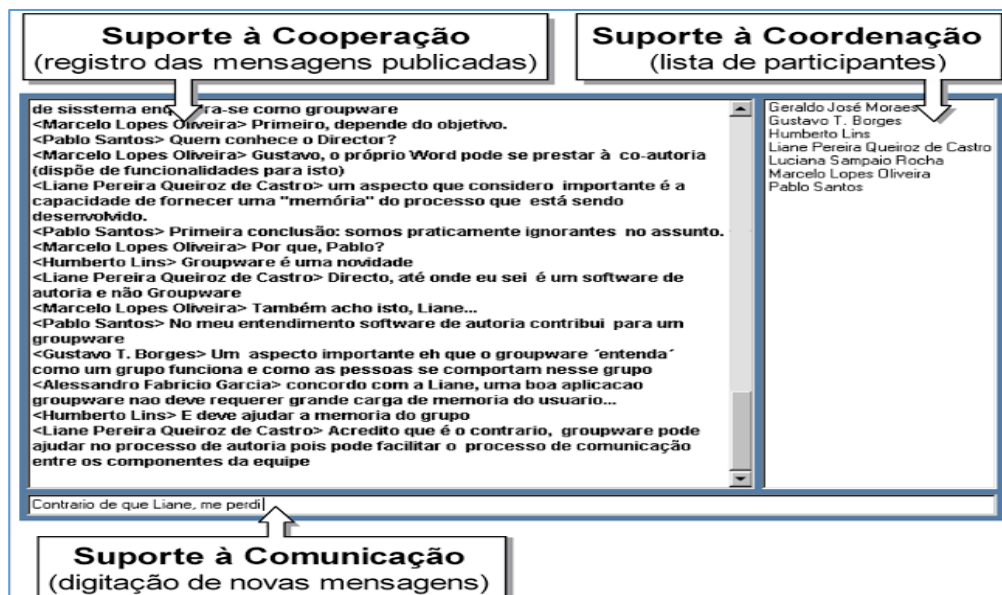 Suporte à Cooperação
(registro das mensagens publicadas)
Suporte à Coordenação
(lista de participantes)
de sisstema enq ra-se como groupware
<Marcelo Lopes Oliveira> Primeiro, depende do objetivo.
<Pablo Santos> Quem conhece o Director?
<Marcelo Lopes Oliveira> Gustavo, o próprio Word pode se prestar à co-autoria
(dispõe de funcionalidades para isto)
<Liane Pereira Queiroz de Castro> um aspecto que considero importante é a
capacidade de fornecer uma "memória" do processo que está sendo
desenvolvido.
<Pablo Santos> Primeira conclusão: somos praticamente ignorantes no assunto.
<Marcelo Lopes Oliveira> Por que, Pablo?
<Humberto Lins> Groupware é uma novidade
<Liane Pereira Queiroz de Castro> Directo, até onde eu sei é um software de
autoria e não Groupware
<Marcelo Lopes Oliveira> Também acho isto, Liane...
<Pablo Santos> No meu entendimento software de autoria contribui para um
groupware
<Gustavo T. Borges> Um aspecto importante eh que o groupware ´entenda´
como um grupo funciona e como as pessoas se comportam nesse grupo
<Alessandro Fabricio Garcia> concordo com a Liane, uma boa aplicacao
groupware nao deve requerer grande carga de memoria do usuario...
<Humberto Lins> E deve ajudar a memoria do grupo
<Liane Pereira Queiroz de Castro> Acredito que é o contrario, groupware pode
ajudar no processo de autoria pois pode facilitar o processo de comunicação
entre os componentes da equipe
Geraldo José Moraes
Gustavo T. Borges
Humberto Lins
Liane Pereira Queiroz de Castro
Luciana Sampaio Rocha
Marcelo Lopes Oliveira
Pablo Santos
Contrario de que Liane, me perdi
Suporte à Comunicação
(digitação de novas mensagens)